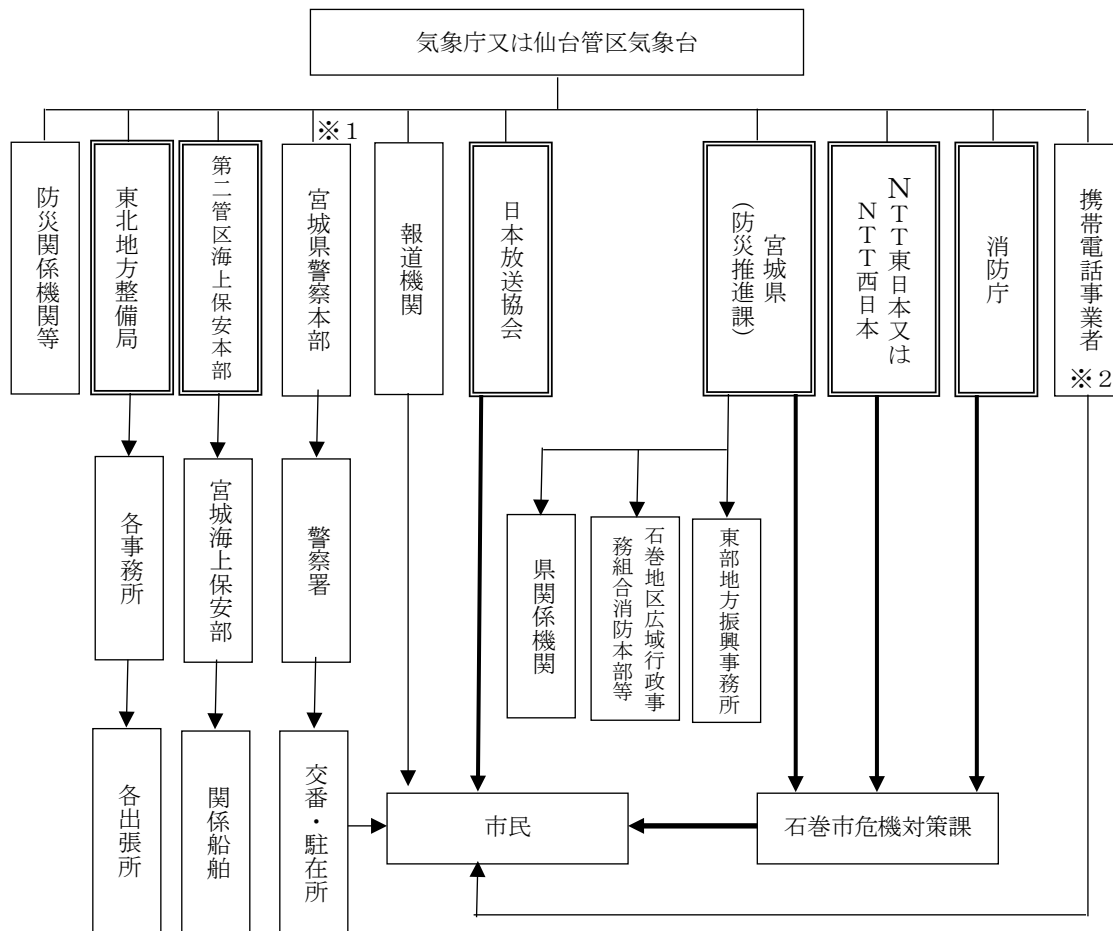 気象庁又は仙台管区気象台
※1
防災関係機関等
東北地方整備局
第二管区海上保安本部
宮城県警察本部
報道機関
日本放送協会
宮城県
(防災推進課)
NTT東日本又は
NTT西日本
消防庁
携帯電話事業者
※2
各事務所
宮城海上保安部
警察署
県関係機関
石巻地区広域行政事
務組合消防本部等
東部地方振興事務所
各出張所
関係船舶
交番・駐在所
市民
石巻市危機対策課